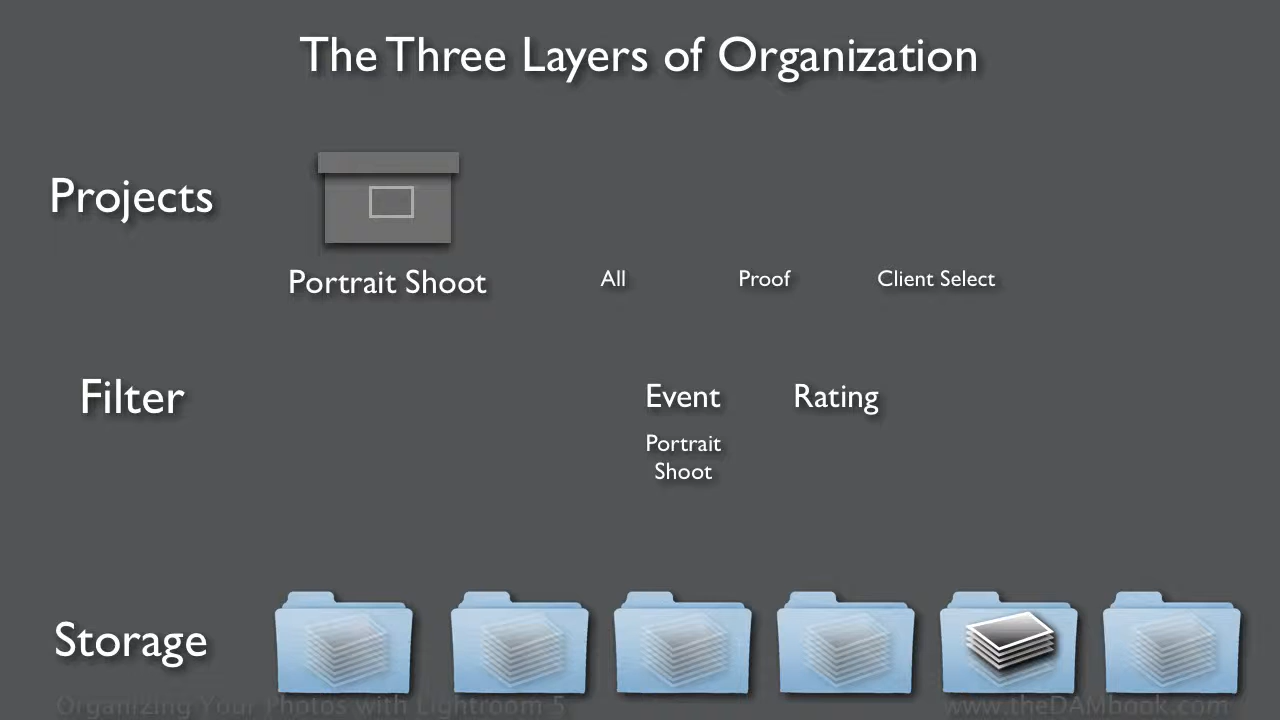 The Three Layers of Organization
Projects
Portrait Shoot
All
Proof
Client Select
Filter
Event
Rating
Portrait
Shoot
Storage
Organizing Your Photos with Lightroom 5
www.theDAMbook.com